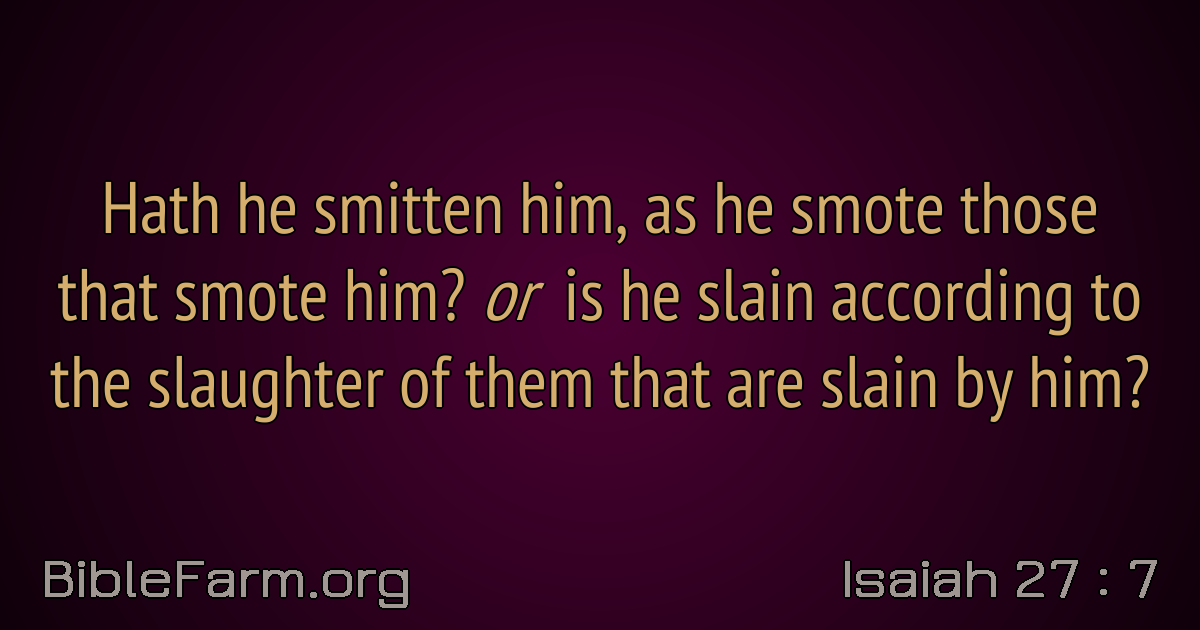 Hath he smitten him, as he smote those
that smote him? or is he slain according to
the slaughter of them that are slain by him?
BibleFarm.org
Isaiah 27 : 7